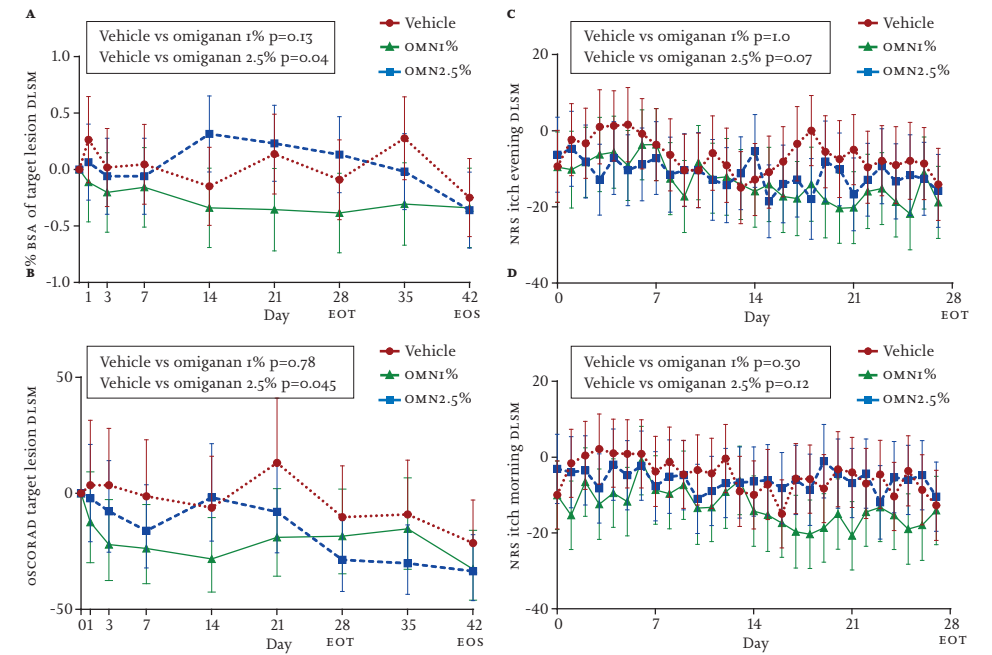 A
Vehicle vs omiganan 1% p=0.13
Vehicle vs omiganan 2.5% p=0.04
Vehicle
OMN1%
OMN2.5%
% BSA of target lesion DLSM
1.0
0.5
0.0
-0.5
-1.0
1 3 7 14 21 28 35 42
Day EOT EOS
C
Vehicle vs omiganan 1% p=1.0
Vehicle vs omiganan 2.5% p=0.07
Vehicle
OMN1%
OMN2.5%
NRS itch evening DLSM
20
0
-20
-40
0 7 14 21 28
Day EOT
B
Vehicle vs omiganan 1% p=0.78
Vehicle vs omiganan 2.5% p=0.045
Vehicle
OMN1%
OMN2.5%
OSCORAD target lesion DLSM
50
0
-50
0 1 3 7 14 21 28 35 42
Day EOT EOS
D
Vehicle vs omiganan 1% p=0.30
Vehicle vs omiganan 2.5% p=0.12
Vehicle
OMN1%
OMN2.5%
NRS itch morning DLSM
20
0
-20
-40
0 7 14 21 28
Day EOT